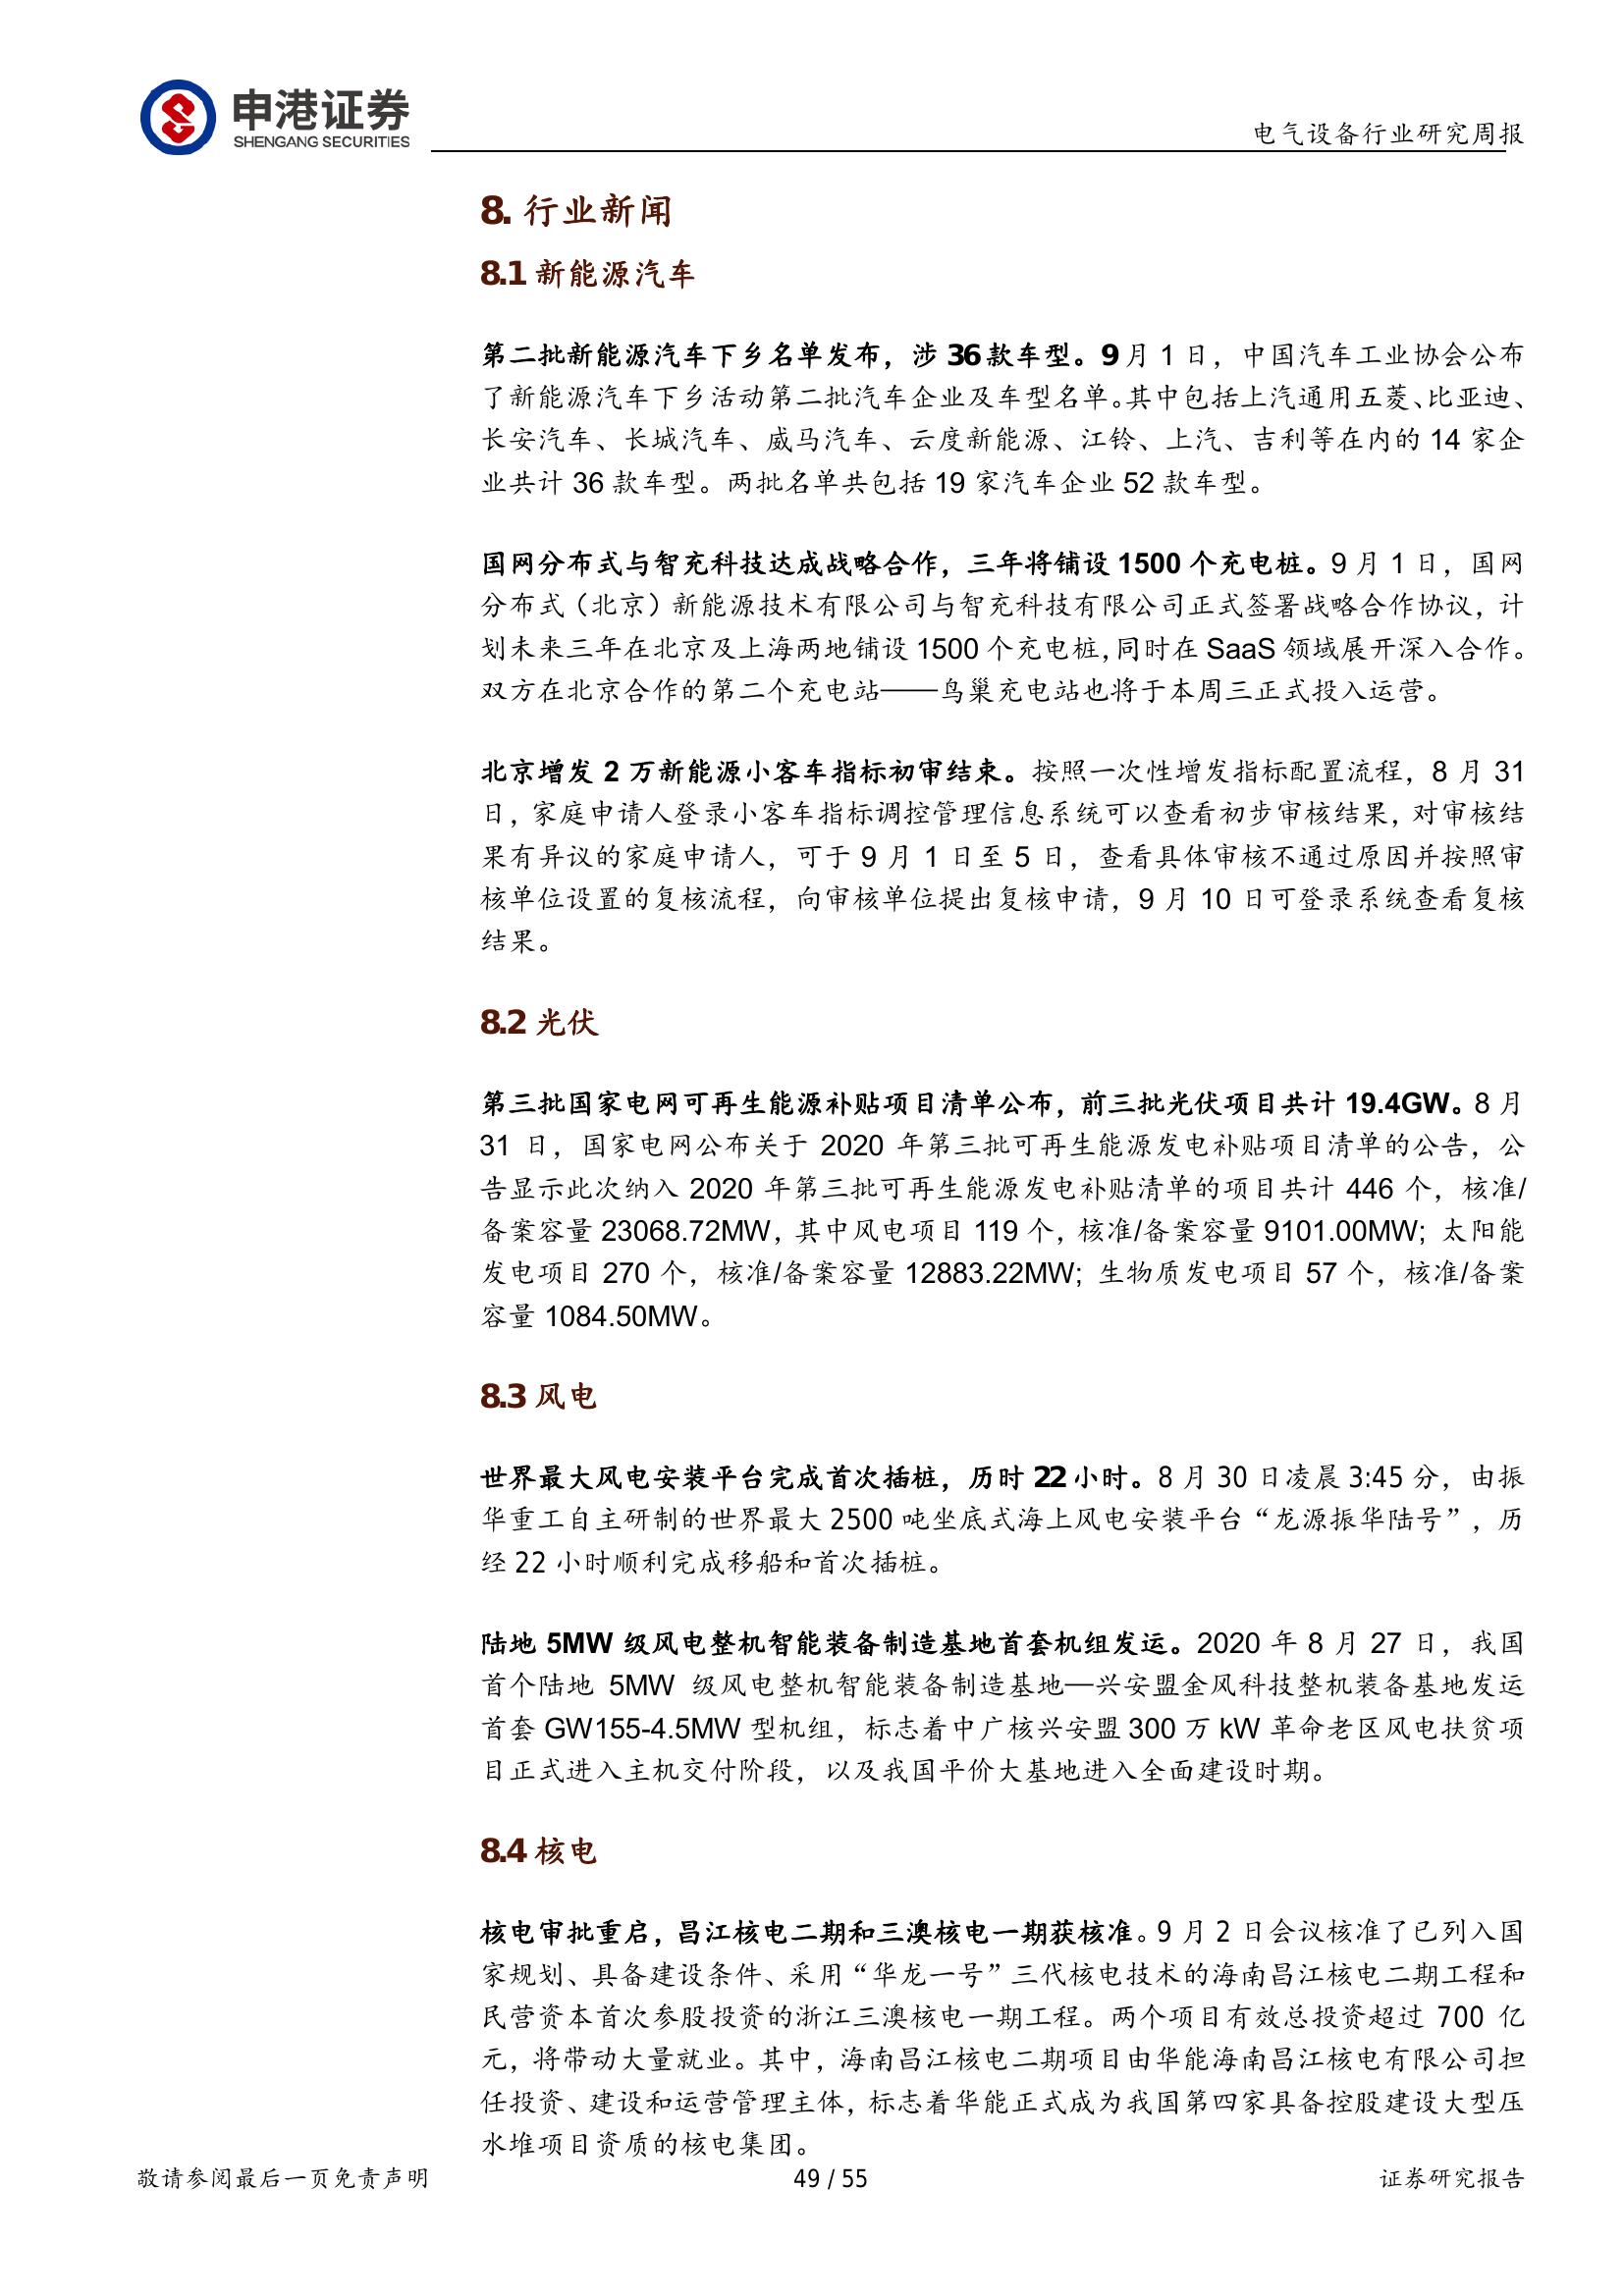 申港证券
SHENGANG SECURITIES
电气设备行业研究周报
8. 行业新闻
8.1 新能源汽车
第二批新能源汽车下乡名单发布，涉 36 款车型。9 月 1 日，中国汽车工业协会公布
了新能源汽车下乡活动第二批汽车企业及车型名单。其中包括上汽通用五菱、比亚迪、
长安汽车、长城汽车、威马汽车、云度新能源、江铃、上汽、吉利等在内的 14 家企
业共计 36 款车型。两批名单共包括 19 家汽车企业 52 款车型。
国网分布式与智充科技达成战略合作，三年将铺设 1500 个充电桩。9 月 1 日，国网
分布式（北京）新能源技术有限公司与智充科技有限公司正式签署战略合作协议，计
划未来三年在北京及上海两地铺设 1500 个充电桩，同时在 SaaS 领域展开深入合作。
双方在北京合作的第二个充电站——鸟巢充电站也将于本周三正式投入运营。
北京增发 2 万新能源小客车指标初审结束。按照一次性增发指标配置流程，8 月 31
日，家庭申请人登录小客车指标调控管理信息系统可以查看初步审核结果，对审核结
果有异议的家庭申请人，可于 9 月 1 日至 5 日，查看具体审核不通过原因并按照审
核单位设置的复核流程，向审核单位提出复核申请，9 月 10 日可登录系统查看复核
结果。
8.2 光伏
第三批国家电网可再生能源补贴项目清单公布，前三批光伏项目共计 19.4GW。8 月
31 日，国家电网公布关于 2020 年第三批可再生能源发电补贴项目清单的公告，公
告显示此次纳入 2020 年第三批可再生能源发电补贴清单的项目共计 446 个，核准/
备案容量 23068.72MW，其中风电项目 119 个，核准/备案容量 9101.00MW；太阳能
发电项目 270 个，核准/备案容量 12883.22MW；生物质发电项目 57 个，核准/备案
容量 1084.50MW。
8.3 风电
世界最大风电安装平台完成首次插桩，历时 22 小时。8 月 30 日凌晨 3:45 分，由振
华重工自主研制的世界最大 2500 吨坐底式海上风电安装平台“龙源振华陆号”，历
经 22 小时顺利完成移船和首次插桩。
陆地 5MW 级风电整机智能装备制造基地首套机组发运。2020 年 8 月 27 日，我国
首个陆地 5MW 级风电整机智能装备制造基地—兴安盟金风科技整机装备基地发运
首套 GW155-4.5MW 型机组，标志着中广核兴安盟 300 万 kW 革命老区风电扶贫项
目正式进入主机交付阶段，以及我国平价大基地进入全面建设时期。
8.4 核电
核电审批重启，昌江核电二期和三澳核电一期获核准。9 月 2 日会议核准了已列入国
家规划、具备建设条件、采用“华龙一号”三代核电技术的海南昌江核电二期工程和
民营资本首次参股投资的浙江三澳核电一期工程。两个项目有效总投资超过 700 亿
元，将带动大量就业。其中，海南昌江核电二期项目由华能海南昌江核电有限公司担
任投资、建设和运营管理主体，标志着华能正式成为我国第四家具备控股建设大型压
水堆项目资质的核电集团。
敬请参阅最后一页免责声明
49 / 55
证券研究报告